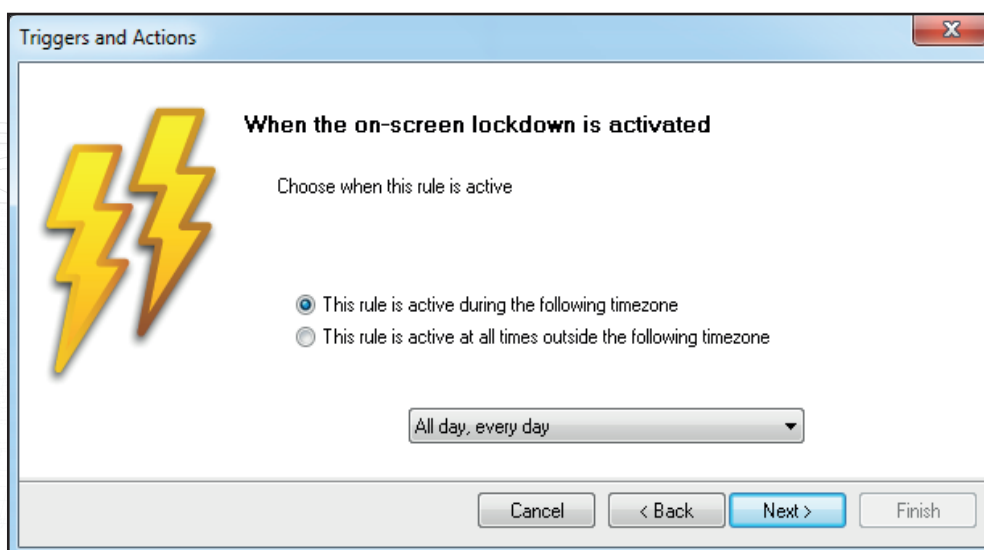 Triggers and Actions
When the on-screen lockdown is activated
Choose when this rule is active
This rule is active during the following timezone
This rule is active at all times outside the following timezone
All day, every day
Cancel
< Back
Next >
Finish